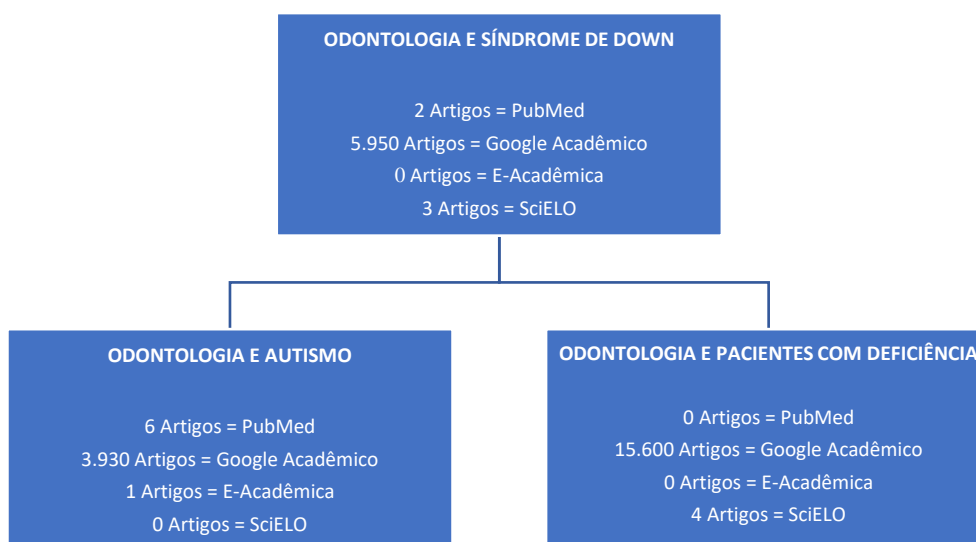 ODONTOLOGIA E SÍNDROME DE DOWN
2 Artigos = PubMed
5.950 Artigos = Google Acadêmico
0 Artigos = E-Acadêmica
3 Artigos = SciELO
ODONTOLOGIA E AUTISMO
6 Artigos = PubMed
3.930 Artigos = Google Acadêmico
1 Artigos = E-Acadêmica
0 Artigos = SciELO
ODONTOLOGIA E PACIENTES COM DEFICIÊNCIA
0 Artigos = PubMed
15.600 Artigos = Google Acadêmico
0 Artigos = E-Acadêmica
4 Artigos = SciELO